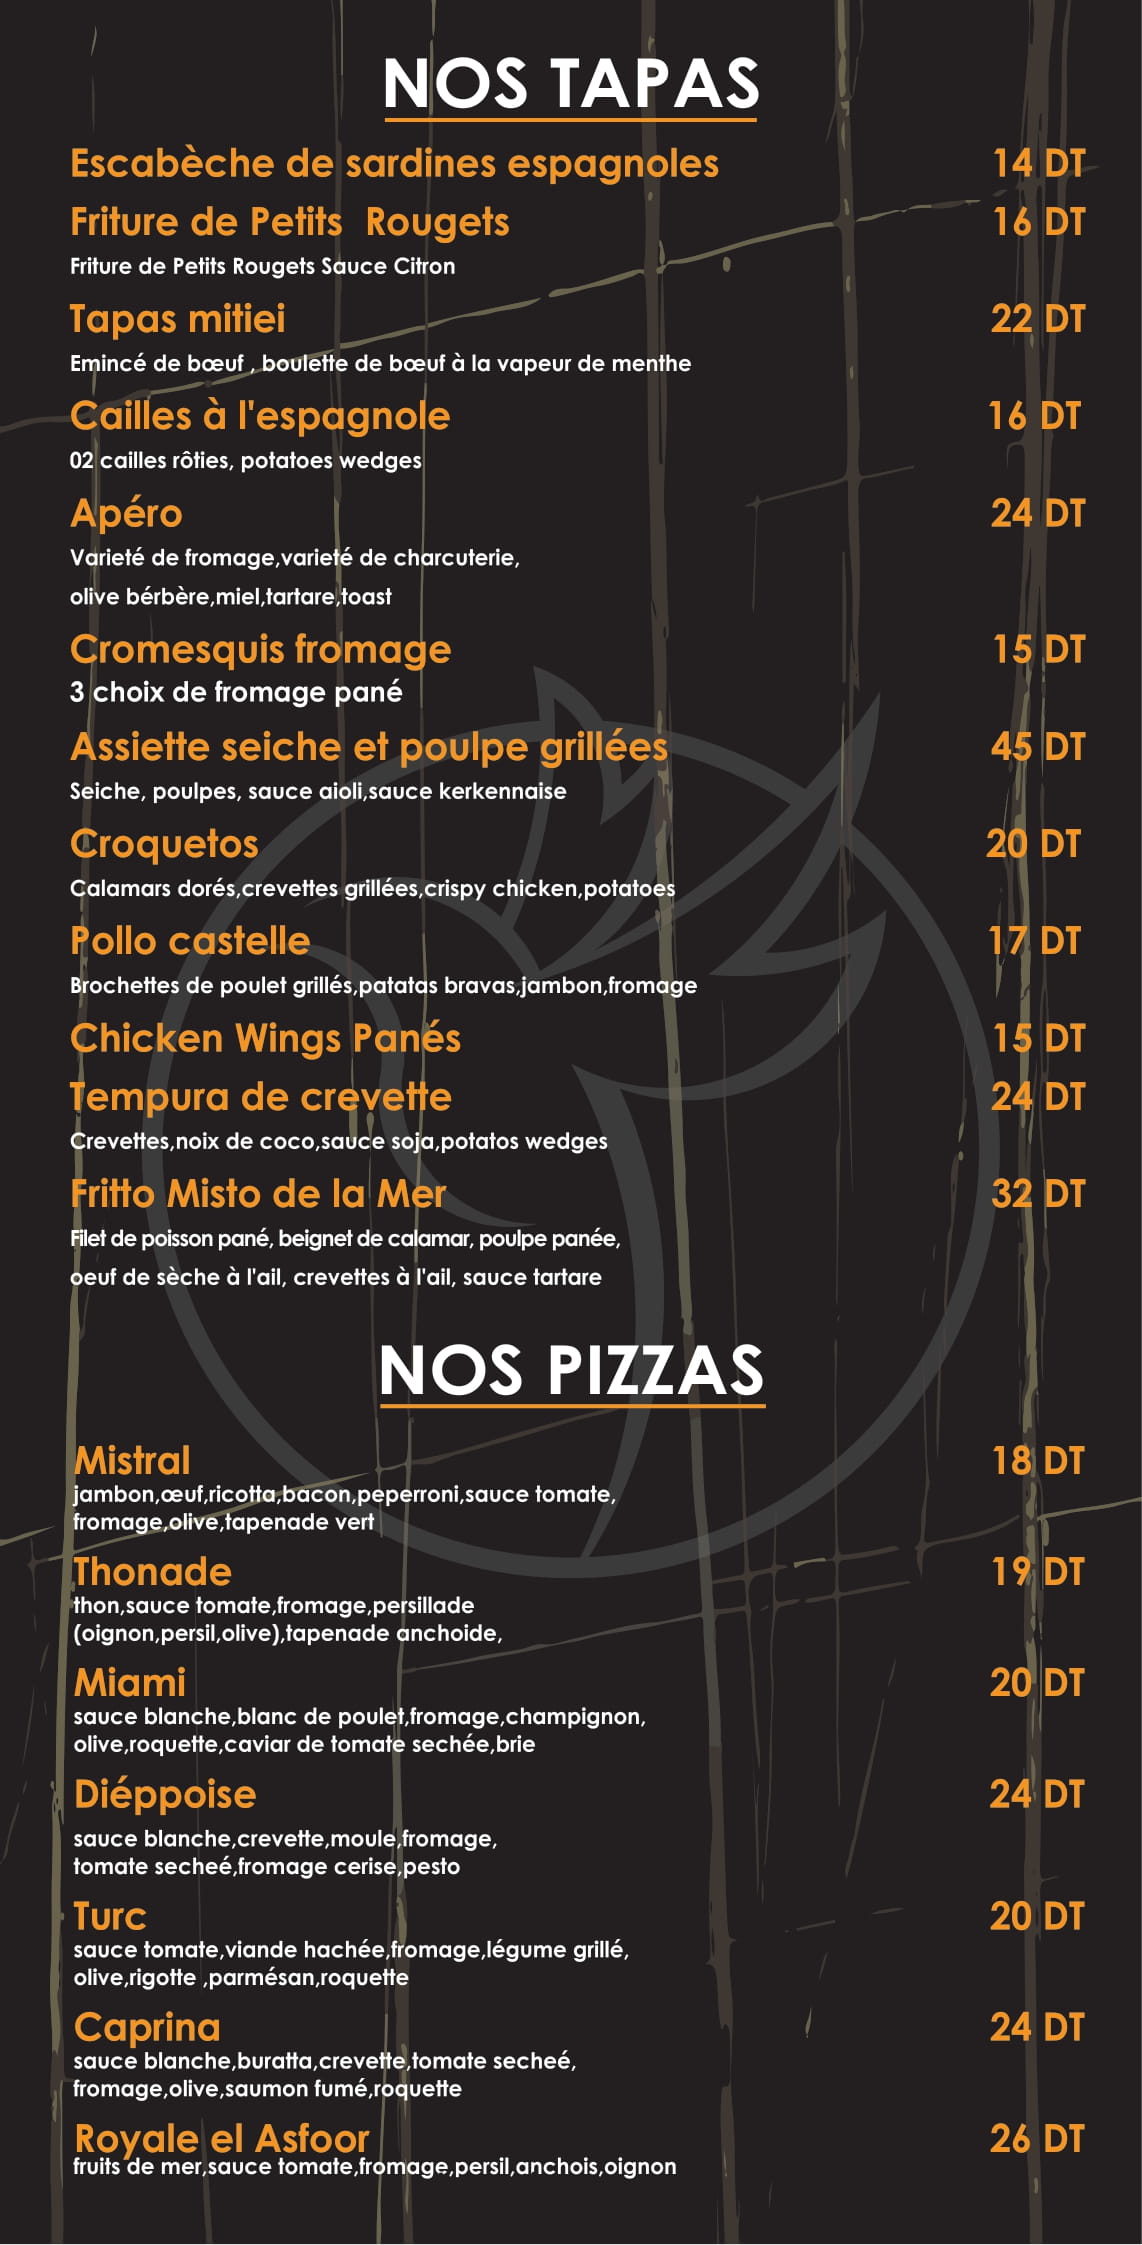 NOS TAPAS
Escabèche de sardines espagnoles 14 DT
Friture de Petits Rougets 16 DT
Friture de Petits Rougets Sauce Citron
Tapas mitiei 22 DT
Emincé de bœuf , boulette de bœuf à la vapeur de menthe
Cailles à l'espagnole 16 DT
02 cailles rôties, potatoes wedges
Apéro 24 DT
Varieté de fromage,varieté de charcuterie,
olive bérbère,miel,tartare,toast
Cromesquis fromage 15 DT
3 choix de fromage pané
Assiette seiche et poulpe grillées 45 DT
Seiche, poulpes, sauce aioli,sauce kerkennaise
Croquetos 20 DT
Calamars dorés,crevettes grillées,crispy chicken,potatoes
Pollo castelle 17 DT
Brochettes de poulet grillés,patatas bravas,jambon,fromage
Chicken Wings Panés 15 DT
Tempura de crevette 24 DT
Crevettes,noix de coco,sauce soja,potatos wedges
Fritto Misto de la Mer 32 DT
Filet de poisson pané, beignet de calamar, poulpe panée,
oeuf de sèche à l'ail, crevettes à l'ail, sauce tartare
NOS PIZZAS
Mistral 18 DT
jambon,œuf,ricotta,bacon,peperroni,sauce tomate,
fromage,olive,tapenade vert
Thonade 19 DT
thon,sauce tomate,fromage,persillade
(oignon,persil,olive),tapenade anchoide,
Miami 20 DT
sauce blanche,blanc de poulet,fromage,champignon,
olive,roquette,caviar de tomate sechée,brie
Diéppoise 24 DT
sauce blanche,crevette,moule,fromage,
tomate secheé,fromage cerise,pesto
Turc 20 DT
sauce tomate,viande hachée,fromage,légume grillé,
olive,rigotte ,parmésan,roquette
Caprina 24 DT
sauce blanche,buratta,crevette,tomate secheé,
fromage,olive,saumon fumé,roquette
Royale el Asfoor 26 DT
fruits de mer,sauce tomate,fromage,persil,anchois,oignon